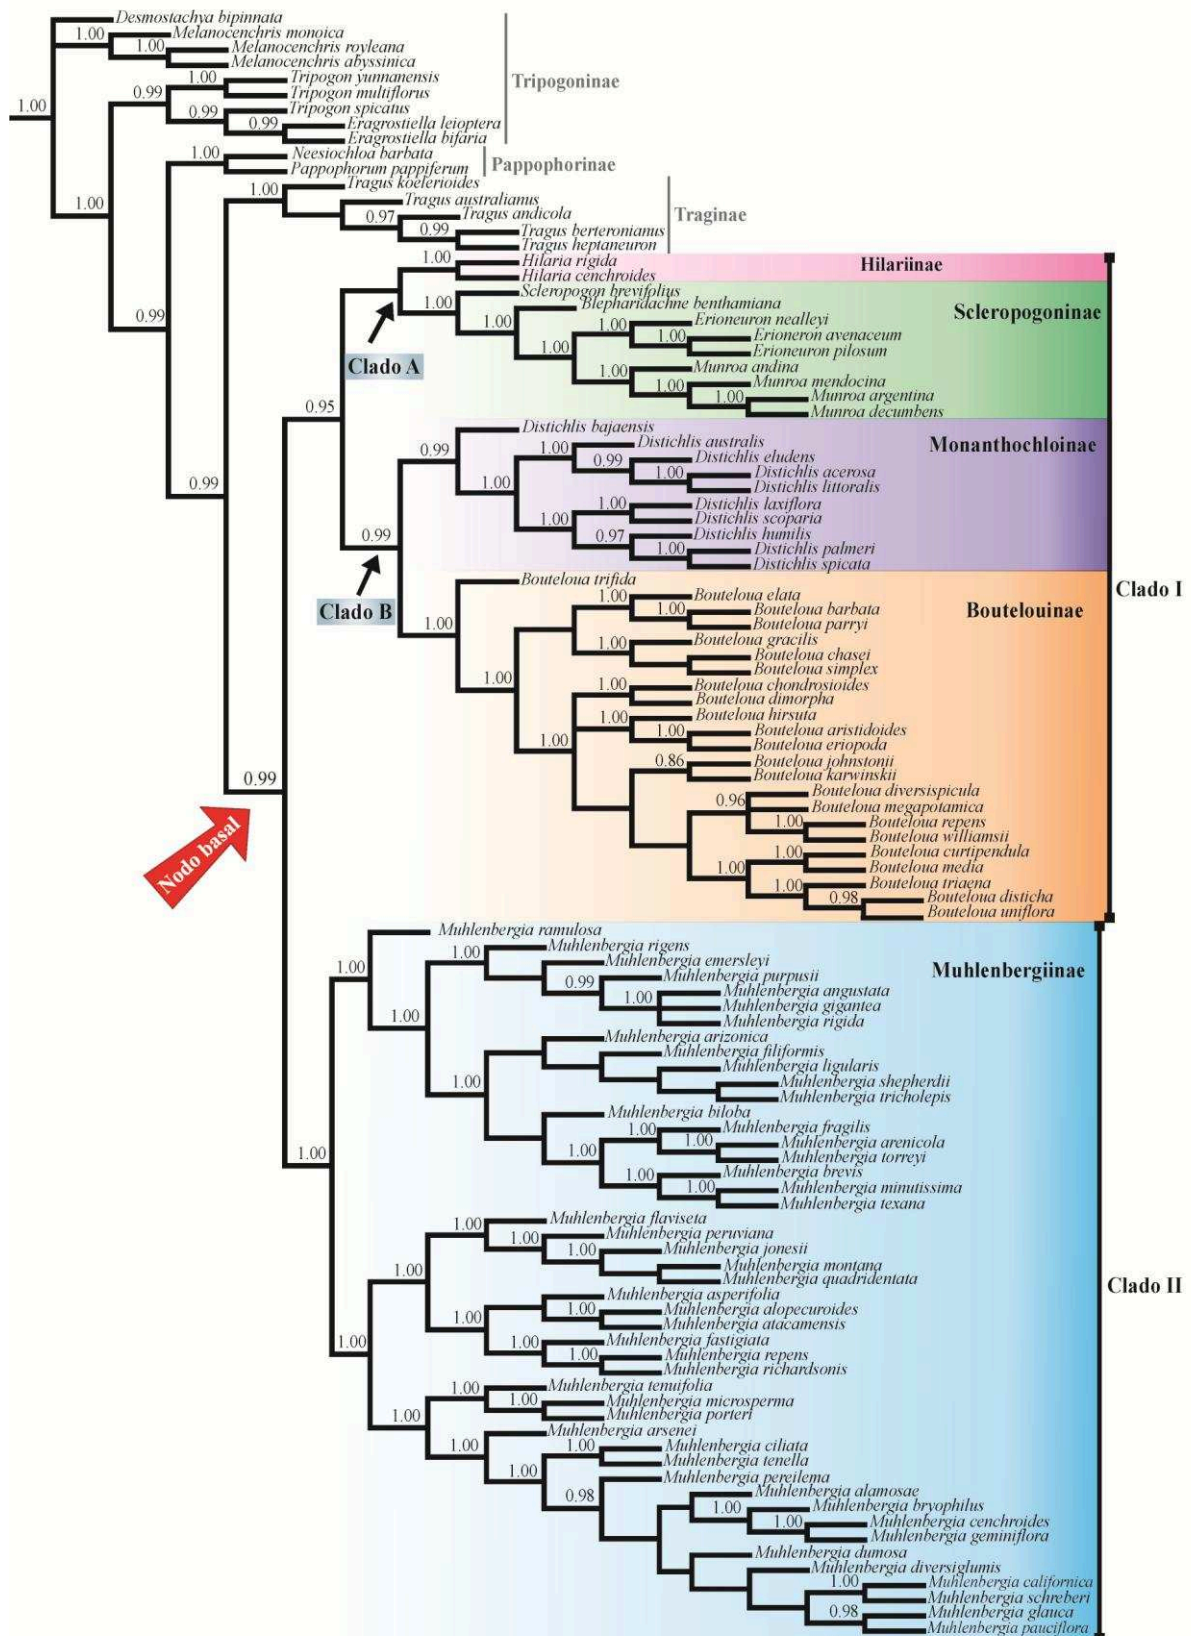 Desmostachya bipinnata
Melanocenchris monoica
1.00
Melanocenchris royleana
1.00
Melanocenchris abyssinica
Tripogon yunnanensis
1.00
Tripogoninae
Tripogon multiflorus
0.99
1.00
Tripogon spicatus
0.99
Eragrostiella leioptera
0.99
Eragrostiella bifaria
Neesiochloa barbata
1.00
Pappophorinae
Pappophorum pappiferum
Tragus koelerioides
1.00
1.00
Tragus australianus
Traginae
Tragus andicola
0.97
Tragus berteronianus
0.99
Tragus heptaneuron
Hilaria rigida
Hilariinae
1.00
Hilaria cenchroides
Scleropogon brevifolius
1.00
Blepharidachne benthamiana
Scleropogoninae
1.00
Erioneuron nealleyi
1.00
0.99
Erioneron avenaceum
1.00
Erioneuron pilosum
1.00
Clado A
Munroa andina
1.00
Munroa mendocina
1.00
Munroa argentina
1.00
0.95
Munroa decumbens
Distichlis bajaensis
Distichlis australis
Monanthochloinae
0.99
1.00
Distichlis eludens
0.99
Distichlis acerosa
1.00
0.99
Distichlis littoralis
1.00
Distichlis laxiflora
1.00
Distichlis scoparia
1.00
Distichlis humilis
0.99
0.97
Distichlis palmeri
1.00
Distichlis spicata
Bouteloua trifida
Clado I
Bouteloua elata
1.00
Clado B
Bouteloua barbata
1.00
Boutelouinae
Bouteloua parryi
1.00
Bouteloua gracilis
1.00
Bouteloua chasei
Bouteloua simplex
1.00
Bouteloua chondrosioides
1.00
Bouteloua dimorpha
Bouteloua hirsuta
1.00
Bouteloua aristidoides
1.00
Bouteloua eriopoda
1.00
Bouteloua johnstonii
0.86
Bouteloua karwinskii
0.99
Bouteloua diversispicula
0.96
Bouteloua megapotamica
Bouteloua repens
1.00
Bouteloua williamsii
Nodo basal
Bouteloua curtipendula
1.00
Bouteloua media
1.00
Bouteloua triaena
1.00
Bouteloua disticha
0.98
Bouteloua uniflora
Muhlenbergia ramulosa
Muhlenbergia rigens
1.00
Muhlenbergia emersleyi
Muhlenbergiinae
1.00
Muhlenbergia purpusii
0.99
Muhlenbergia angustata
1.00
Muhlenbergia gigantea
1.00
Muhlenbergia rigida
Muhlenbergia arizonica
Muhlenbergia filiformis
Muhlenbergia ligularis
1.00
Muhlenbergia shepherdii
Muhlenbergia tricholepis
Muhlenbergia biloba
Muhlenbergia fragilis
1.00
Muhlenbergia arenicola
1.00
1.00
Muhlenbergia torreyi
1.00
Muhlenbergia brevis
1.00
Muhlenbergia minutissima
1.00
Muhlenbergia texana
Muhlenbergia flaviseta
1.00
Muhlenbergia peruviana
1.00
Muhlenbergia jonesii
1.00
1.00
Muhlenbergia montana
Muhlenbergia quadridentata
Clado II
Muhlenbergia asperifolia
Muhlenbergia alopecuroides
1.00
1.00
Muhlenbergia atacamensis
Muhlenbergia fastigiata
1.00
1.00
Muhlenbergia repens
1.00
Muhlenbergia richardsonis
Muhlenbergia tenuifolia
1.00
Muhlenbergia microsperma
1.00
Muhlenbergia porteri
1.00
Muhlenbergia arsenei
1.00
Muhlenbergia ciliata
1.00
Muhlenbergia tenella
1.00
Muhlenbergia pereilema
0.98
Muhlenbergia alamosae
Muhlenbergia bryophilus
1.00
Muhlenbergia cenchroides
1.00
Muhlenbergia geminiflora
Muhlenbergia dumosa
Muhlenbergia diversiglumis
Muhlenbergia californica
1.00
Muhlenbergia schreberi
Muhlenbergia glauca
0.98
Muhlenbergia pauciflora